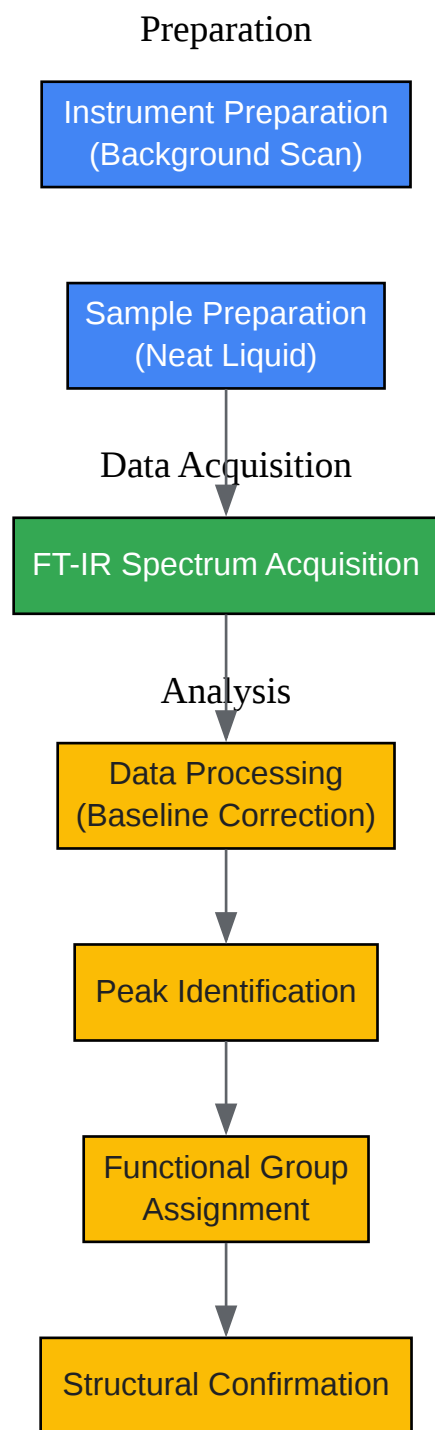 Preparation
Instrument Preparation
(Background Scan)
Sample Preparation
(Neat Liquid)
Data Acquisition
FT-IR Spectrum Acquisition
Analysis
Data Processing
(Baseline Correction)
Peak Identification
Functional Group
Assignment
Structural Confirmation